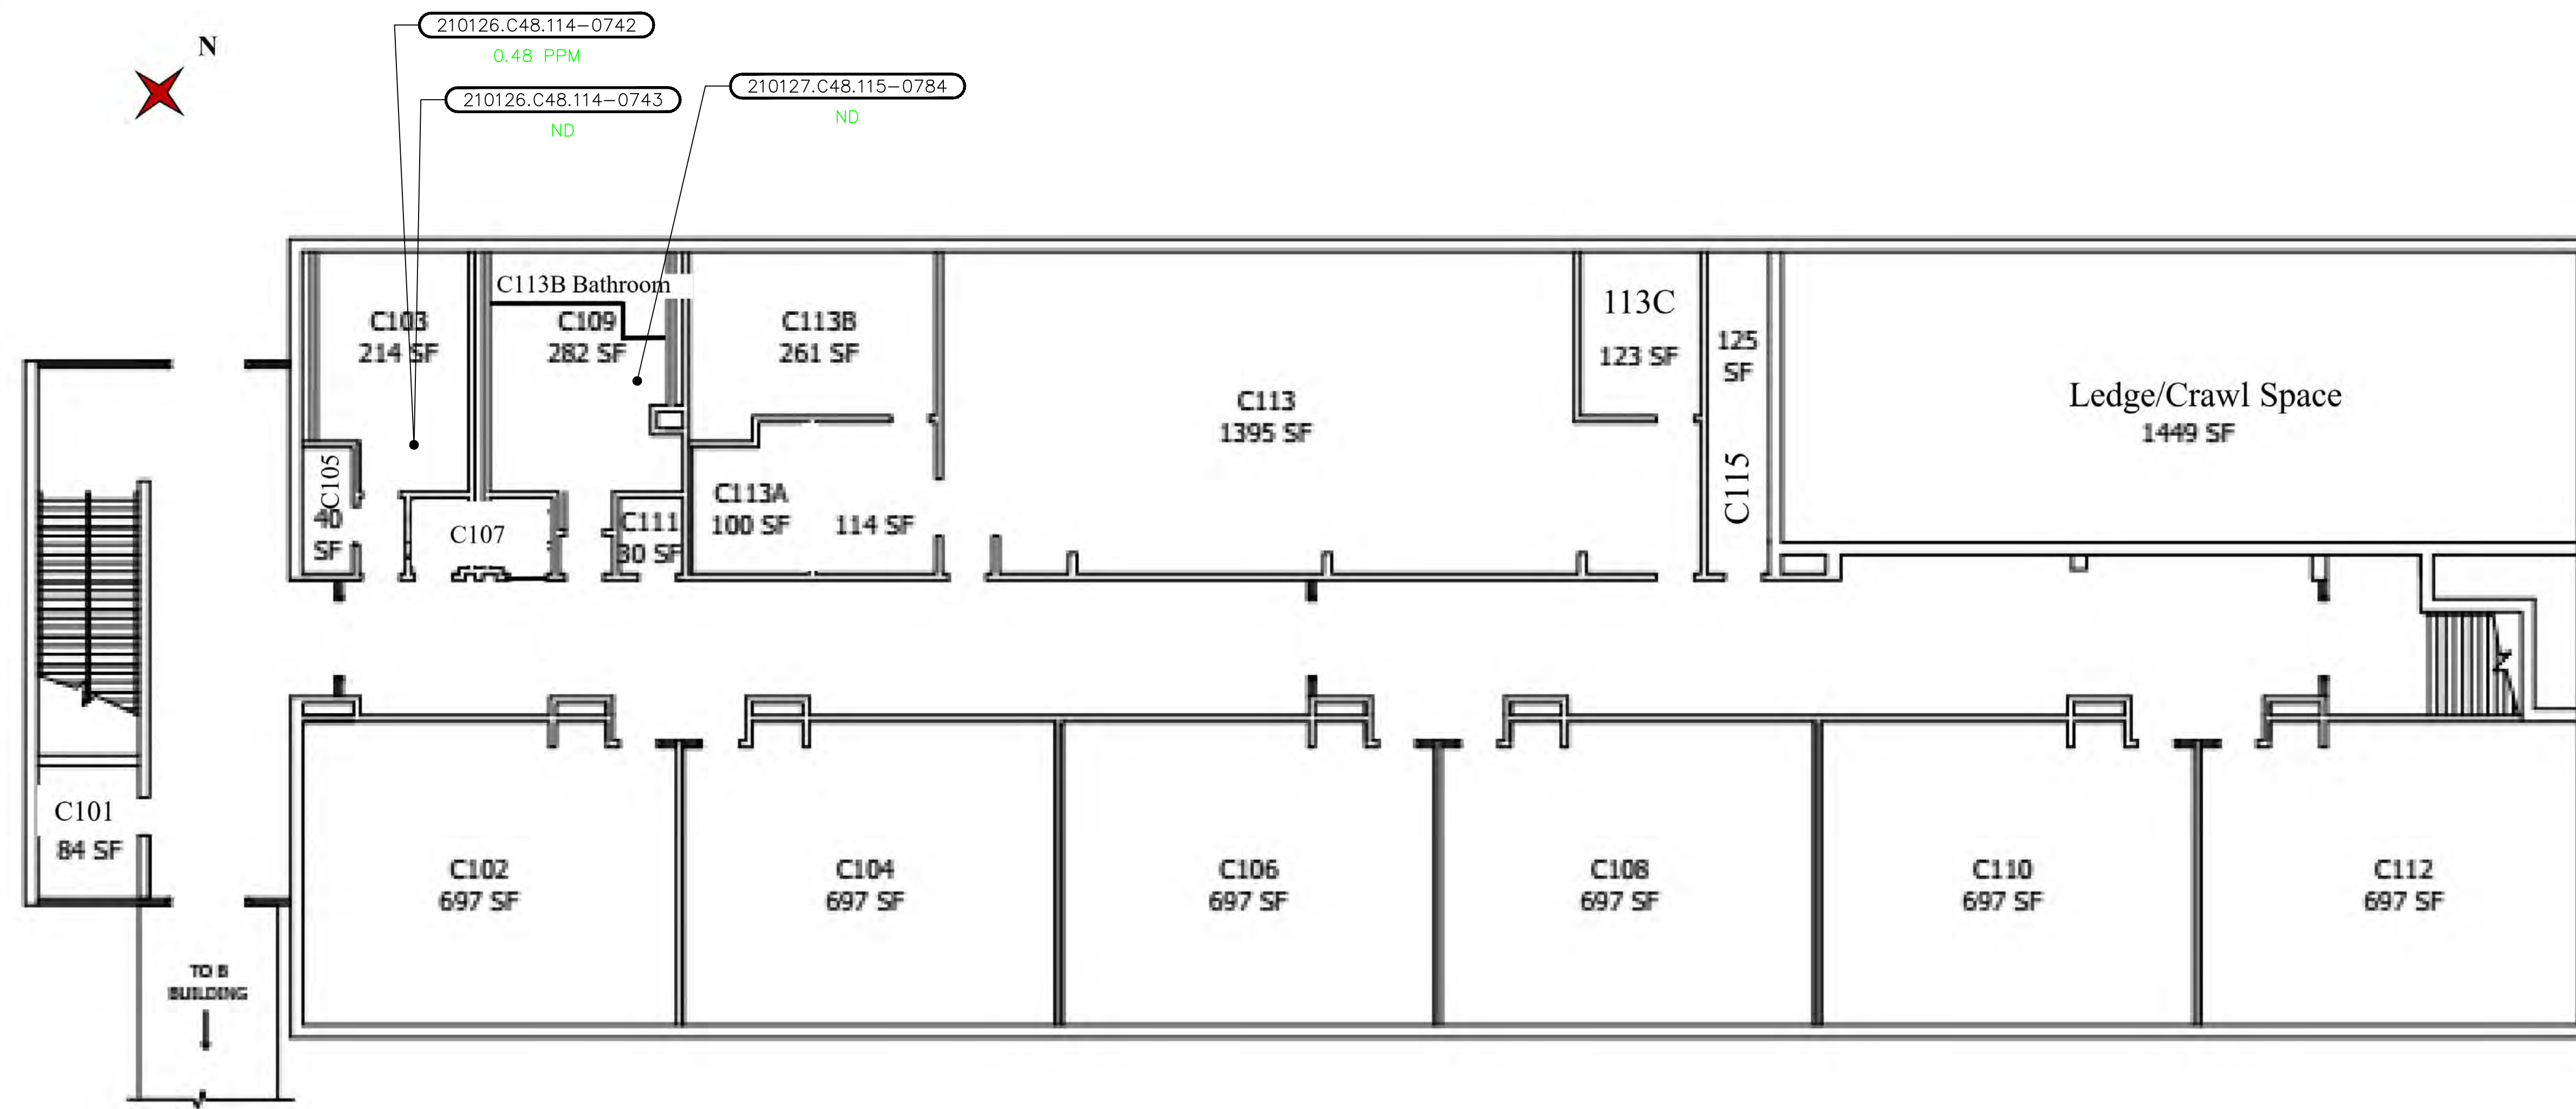 N
210126.C48.114-0742
0.48 PPM
210126.C48.114-0743
ND
210127.C48.115-0784
ND
C113B Bathroom
C103
214 SF
C109
282 SF
C113B
261 SF
C113
1395 SF
113C
123 SF
125
SF
C115
Ledge/Crawl Space
1449 SF
C105
40
SF
C107
C111
30 SF
C113A
100 SF
114 SF
C101
84 SF
C102
697 SF
C104
697 SF
C106
697 SF
C108
697 SF
C110
697 SF
C112
697 SF
TO B
BUILDING